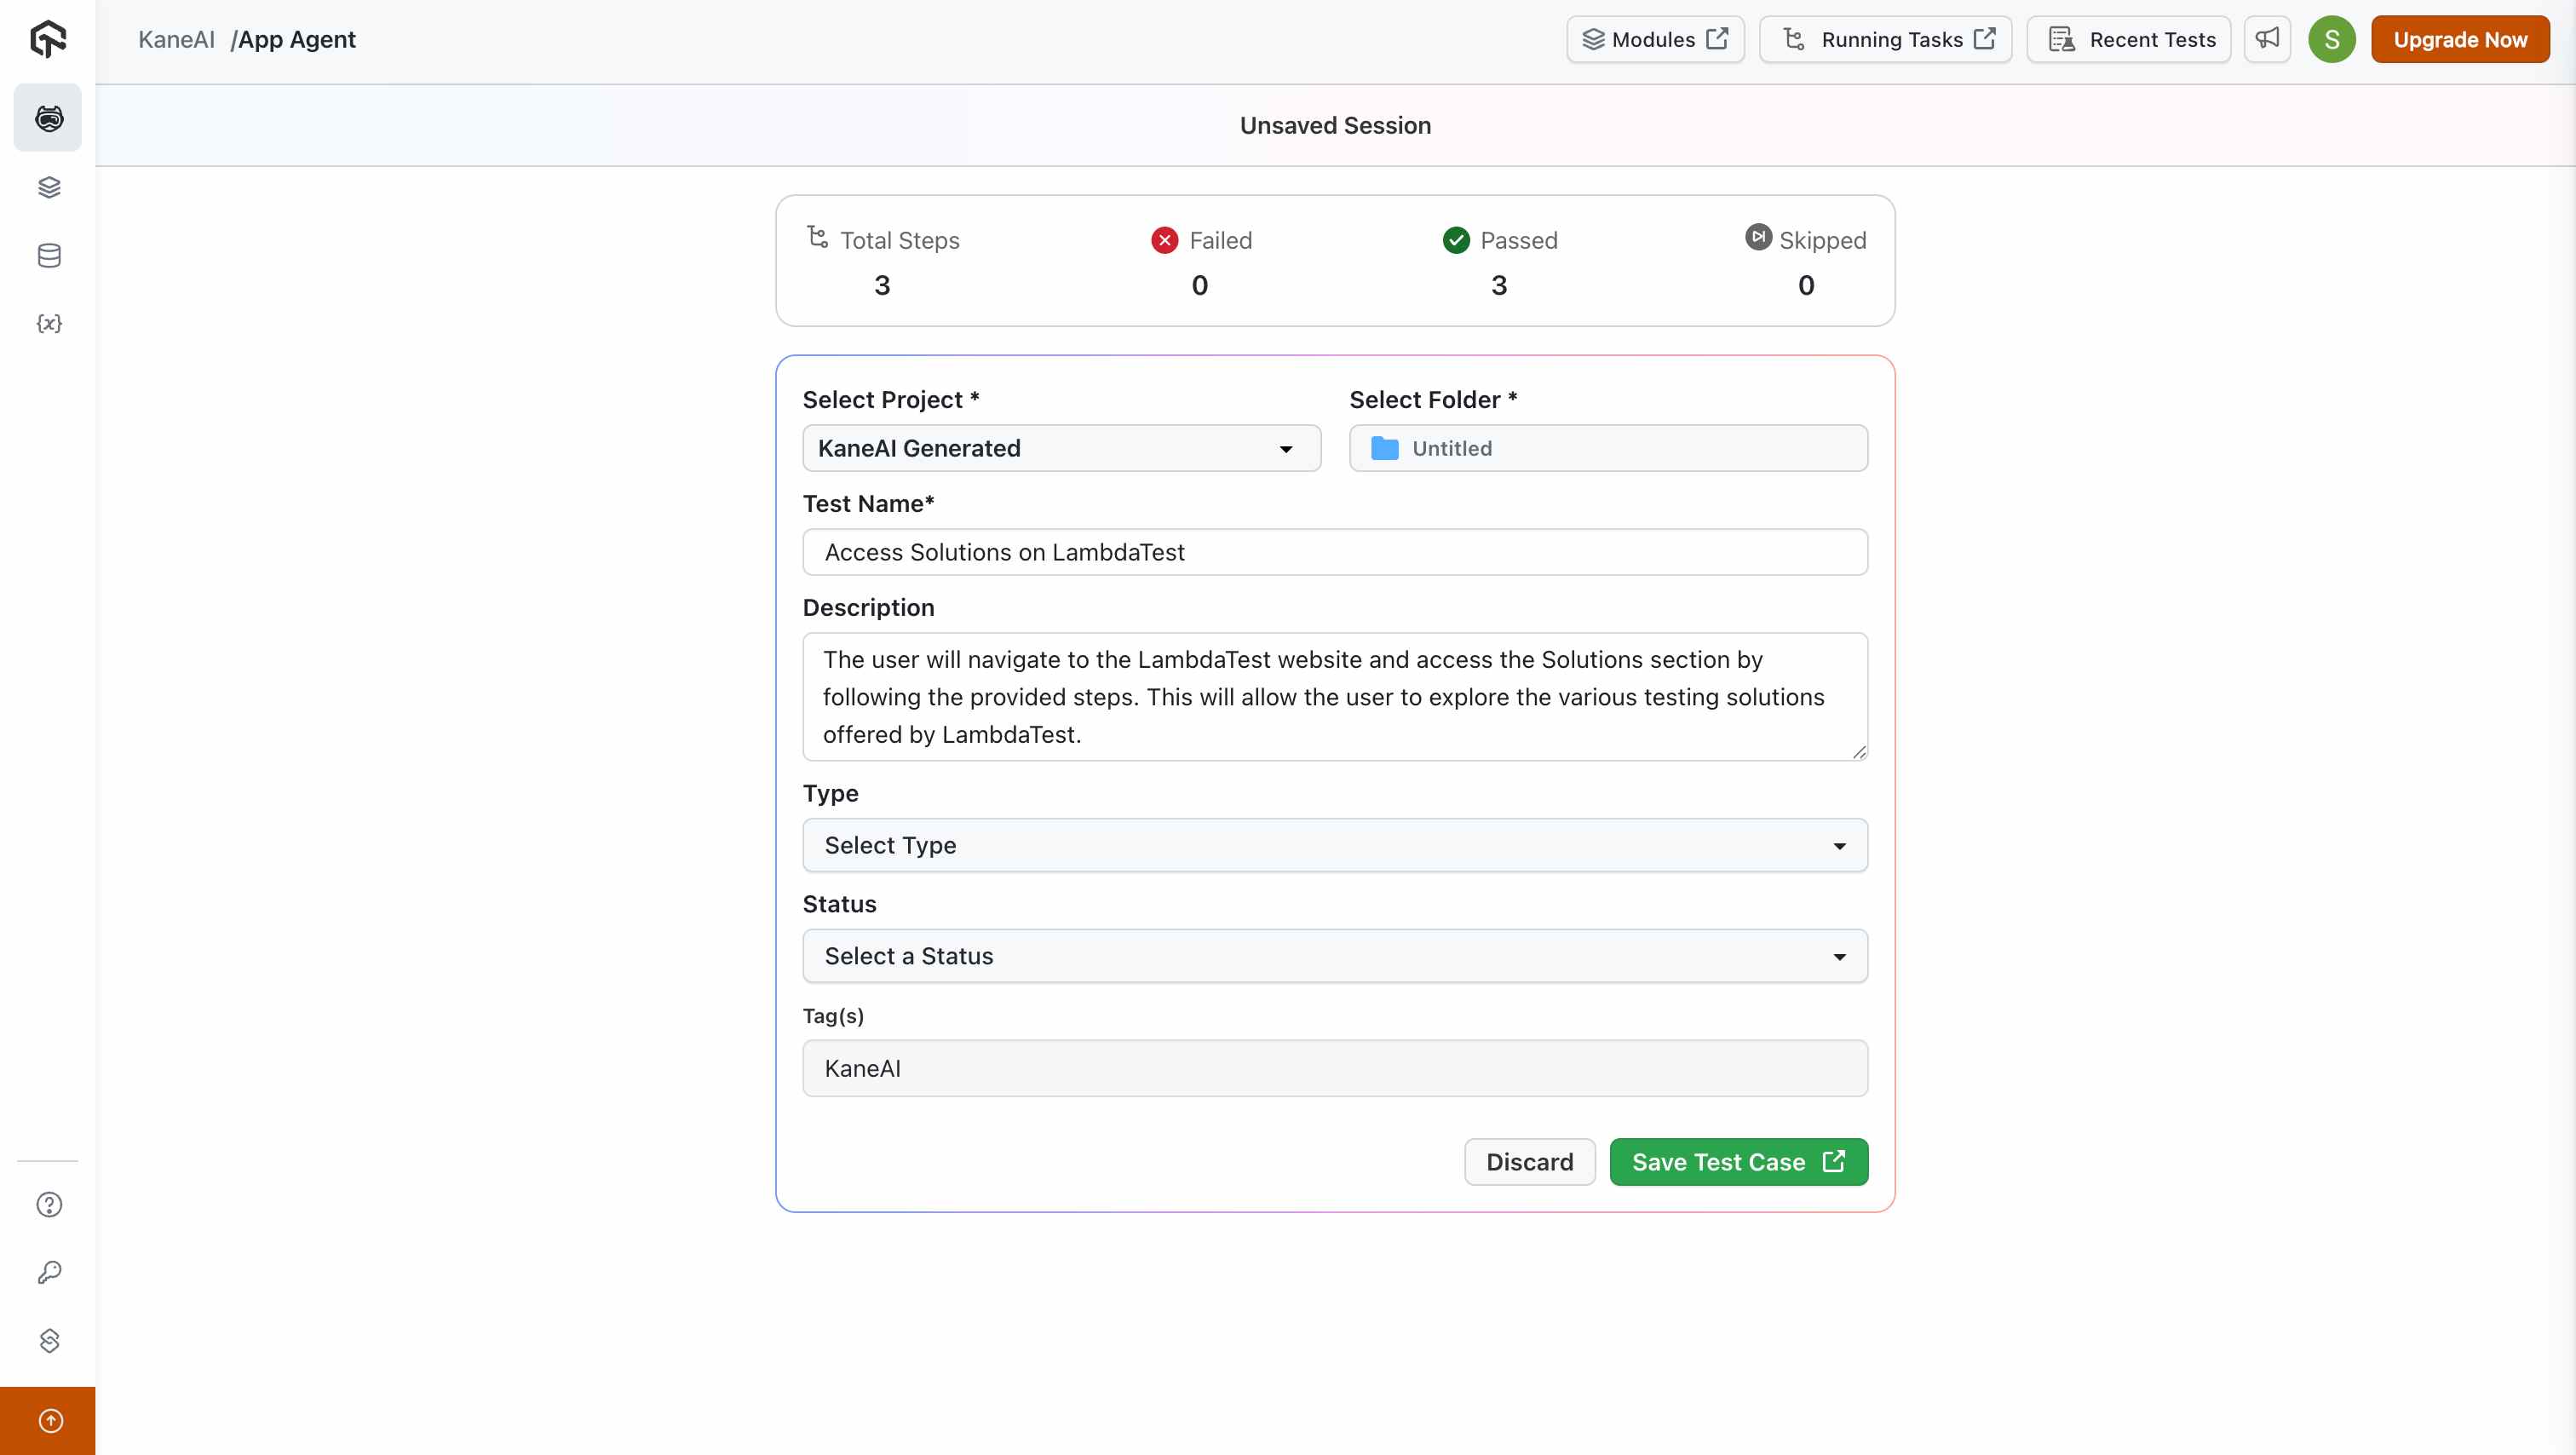 KaneAI /App Agent
Modules
Running Tasks
Recent Tests
S
Upgrade Now
Unsaved Session
Total Steps
3
Failed
0
Passed
3
Skipped
0
Select Project *
Select Folder *
KaneAI Generated
Untitled
Test Name*
Access Solutions on LambdaTest
Description
The user will navigate to the LambdaTest website and access the Solutions section by
following the provided steps. This will allow the user to explore the various testing solutions
offered by LambdaTest.
Type
Select Type
Status
Select a Status
Tag(s)
KaneAI
Discard
Save Test Case
{x}